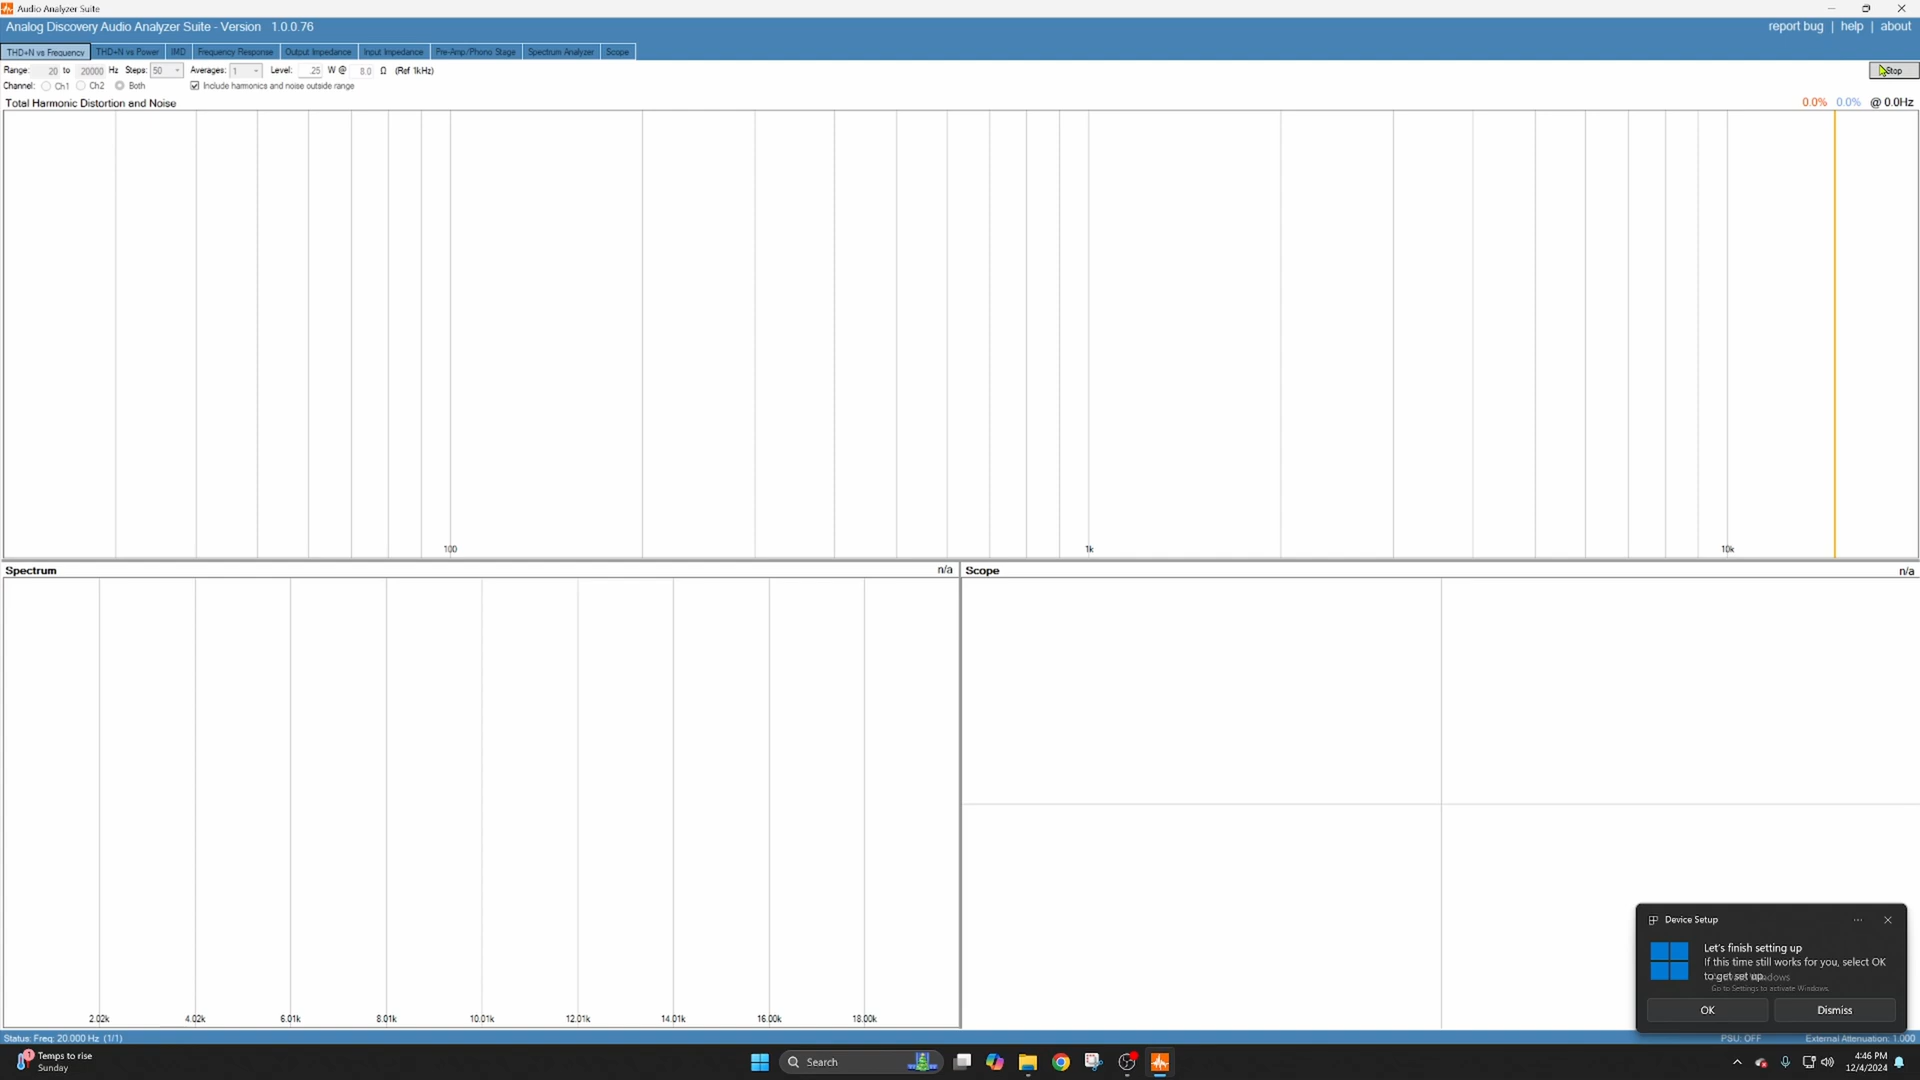 Audio Analyzer Suite
Analog Discovery Audio Analyzer Suite - Version 1.0.0.76
report bug | help | about
THD+N vs Frequency THD+N vs Power IMD Frequency Response Output Impedance Input Impedance Pre-Amp/Phono Stage Spectrum Analyzer Scope
Range: 20 to 20000 Hz Steps: 50 Averages: 1 Level: .25 W @ 8.0 Ω (Ref 1kHz)
Stop
Channel: Ch1 Ch2 Both Include harmonics and noise outside range
Total Harmonic Distortion and Noise
0.0% 0.0% @ 0.0Hz
100 1k 10k
Spectrum n/a
Scope n/a
2.02k 4.02k 6.01k 8.01k 10.01k 12.01k 14.01k 16.00k 18.00k
Device Setup
Let's finish setting up
If this time still works for you, select OK
to get set up.
Go to Settings to activate Windows.
OK Dismiss
Status: Freq: 20.000 Hz (1/1)
PSU: OFF External Attenuation: 1.000
1
Temps to rise
Sunday
Search
4:46 PM
12/4/2024